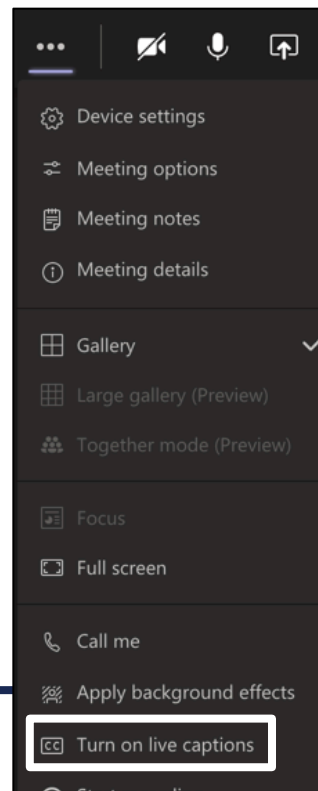 Device settings
Meeting options
Meeting notes
Meeting details
Gallery
Large gallery (Preview)
Together mode (Preview)
Focus
Full screen
Call me
Apply background effects
CC Turn on live captions